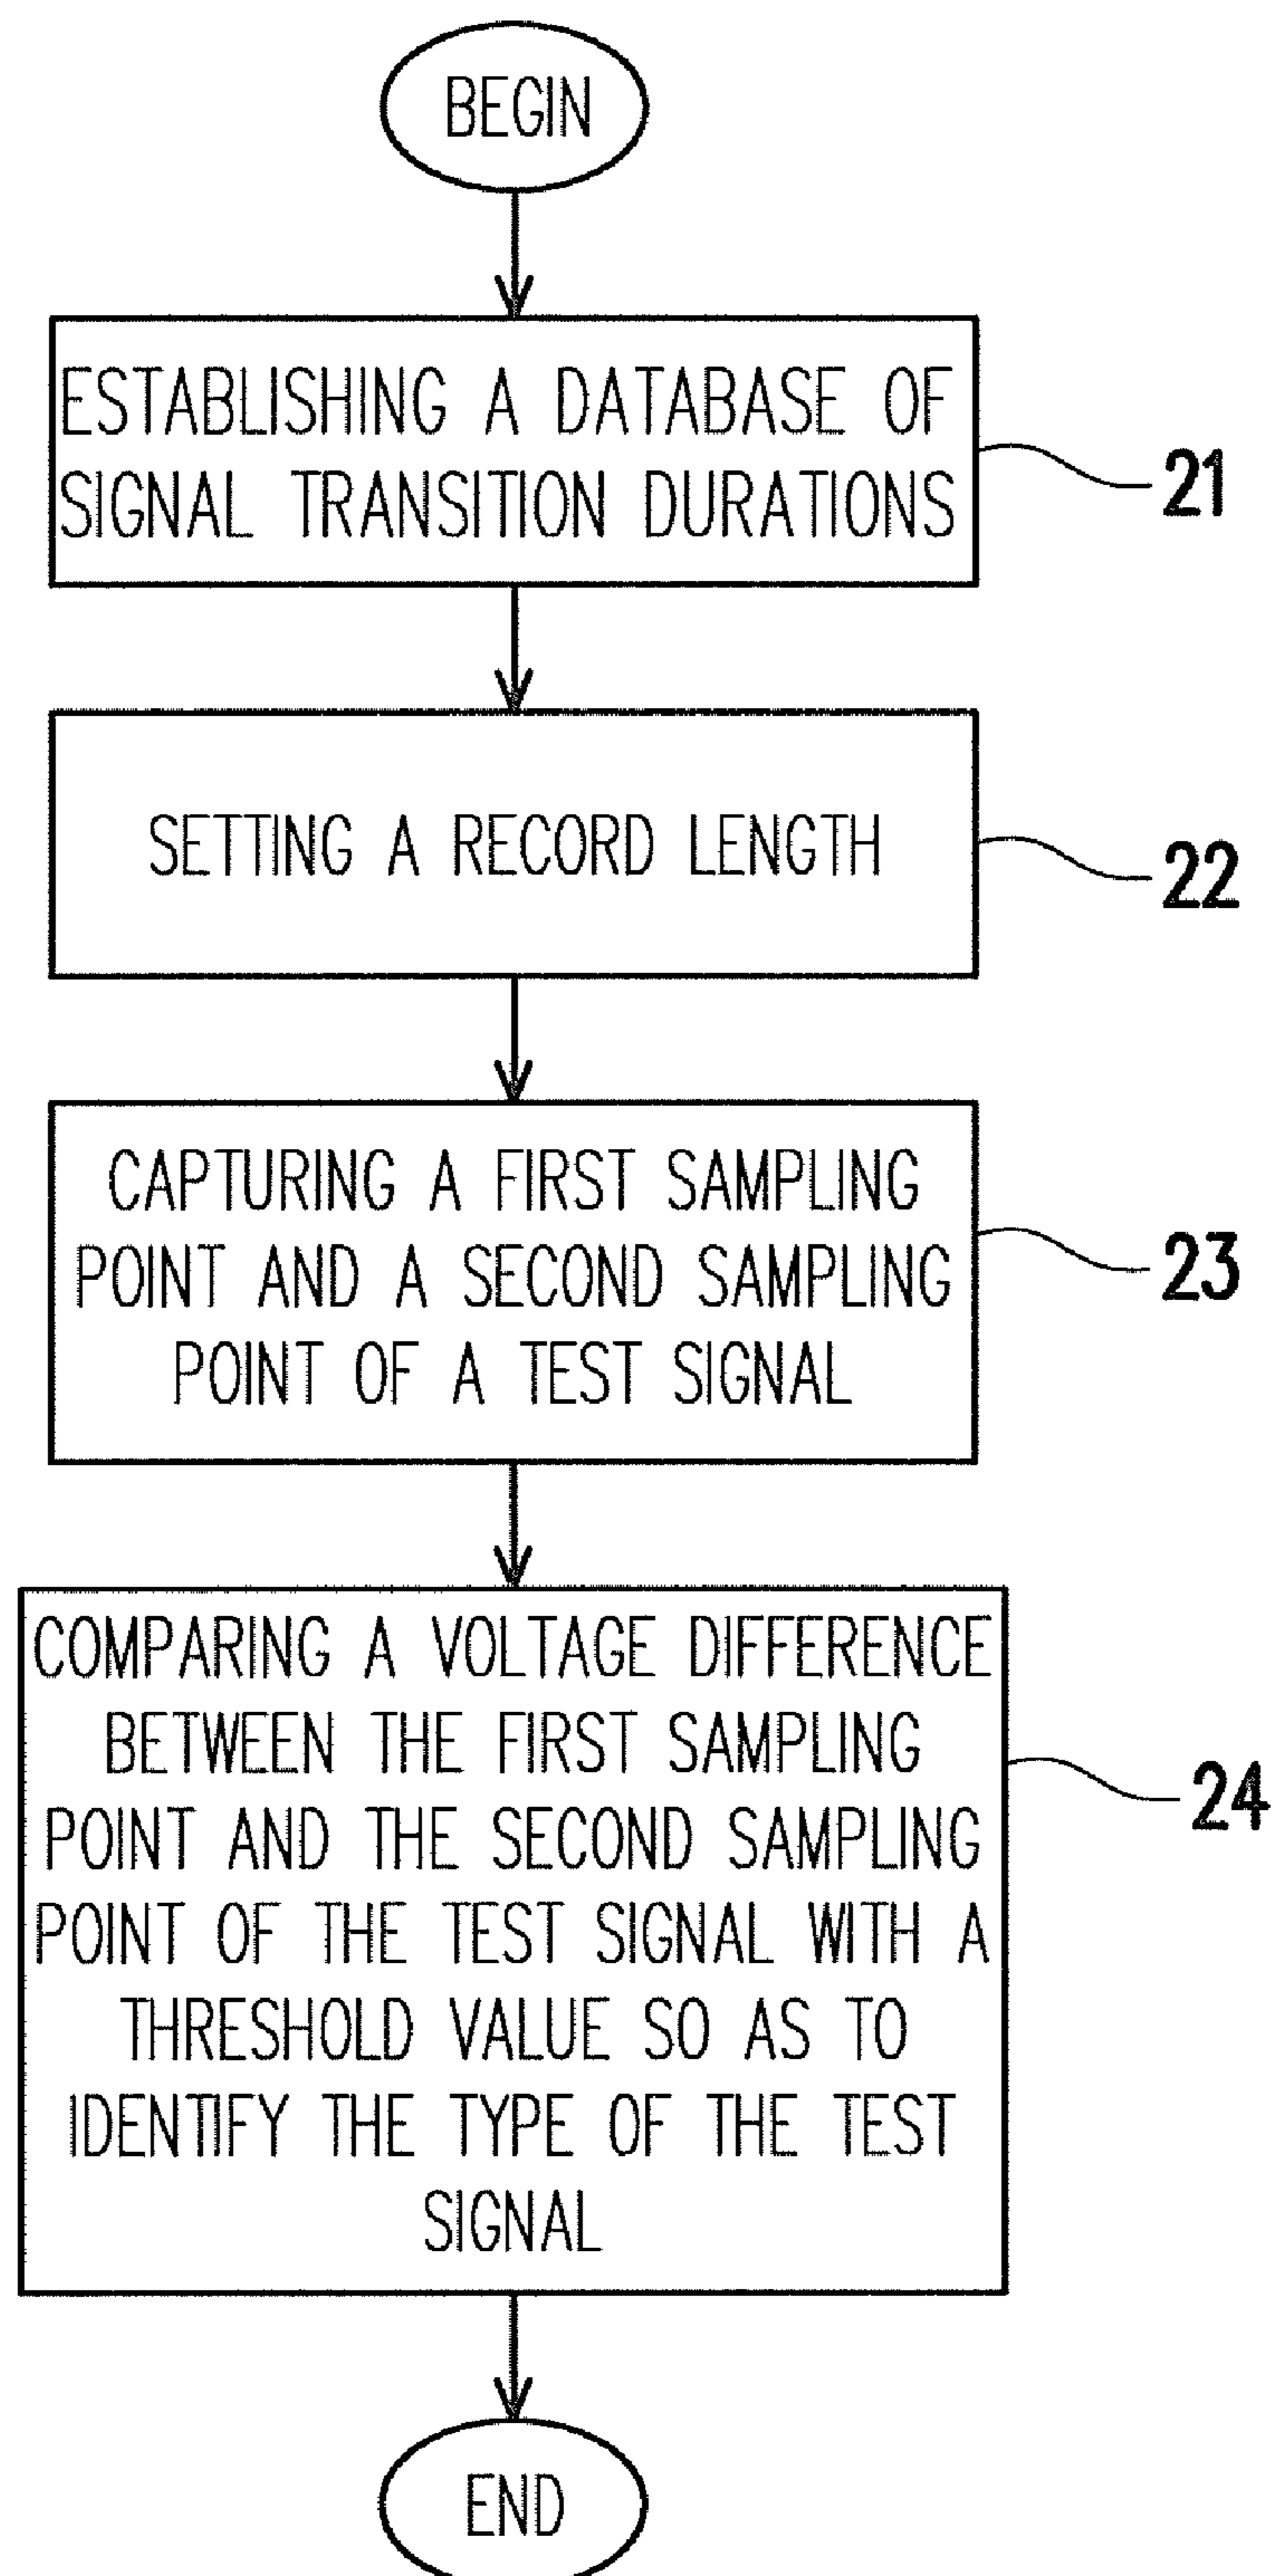 BEGIN
ESTABLISHING A DATABASE OF
SIGNAL TRANSITION DURATIONS
21
SETTING A RECORD LENGTH
22
CAPTURING A FIRST SAMPLING
POINT AND A SECOND SAMPLING
POINT OF A TEST SIGNAL
23
COMPARING A VOLTAGE DIFFERENCE
BETWEEN THE FIRST SAMPLING
POINT AND THE SECOND SAMPLING
POINT OF THE TEST SIGNAL WITH A
THRESHOLD VALUE SO AS TO
IDENTIFY THE TYPE OF THE TEST
SIGNAL
24
END